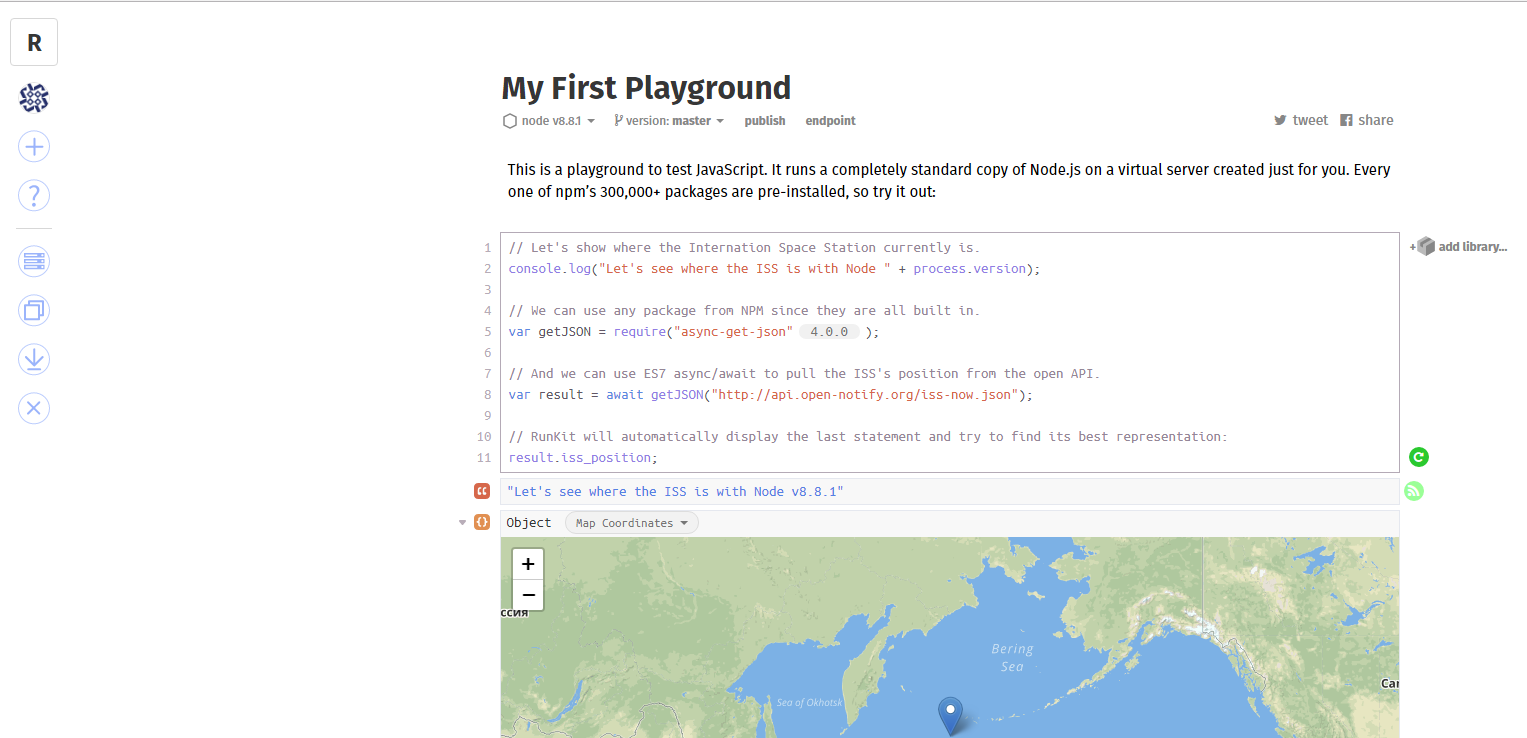 R
My First Playground
node v8.8.1 version: master publish endpoint tweet share
This is a playground to test JavaScript. It runs a completely standard copy of Node.js on a virtual server created just for you. Every
one of npm’s 300,000+ packages are pre-installed, so try it out:
1 // Let's show where the Internation Space Station currently is.
+ add library...
2 console.log("Let's see where the ISS is with Node " + process.version);
3
4 // We can use any package from NPM since they are all built in.
5 var getJSON = require("async-get-json" 4.0.0 );
6
7 // And we can use ES7 async/await to pull the ISS's position from the open API.
8 var result = await getJSON("http://api.open-notify.org/iss-now.json");
9
10 // RunKit will automatically display the last statement and try to find its best representation:
11 result.iss_position;
"Let's see where the ISS is with Node v8.8.1"
{} Object Map Coordinates
+
−
ссия
Bering
Sea
Car
Sea of Okhotsk